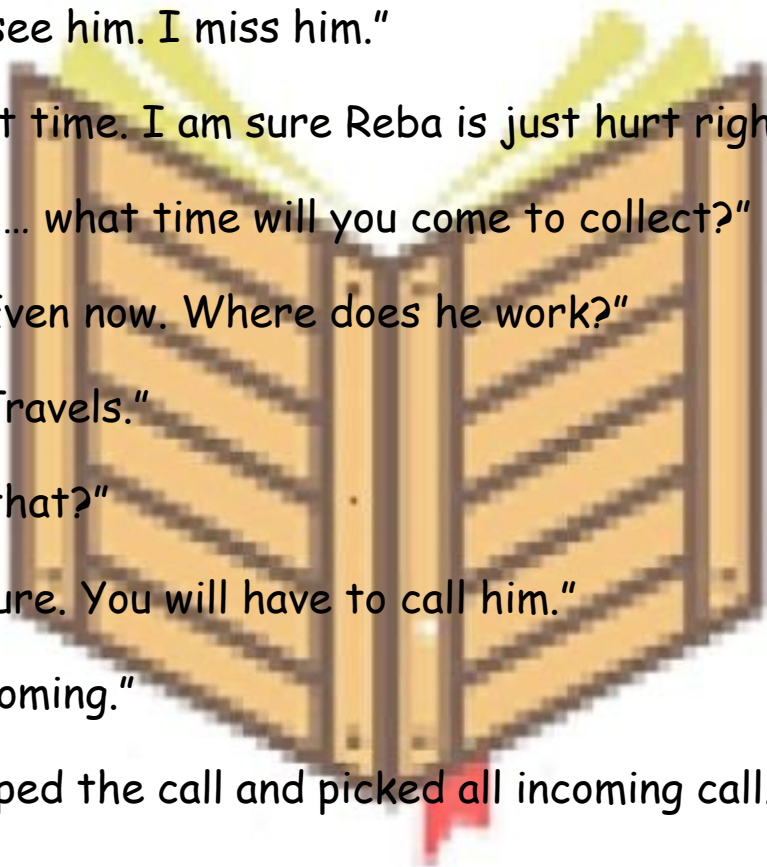 see him. I miss him.”
t time. I am sure Reba is just hurt righ
... what time will you come to collect?”
Even now. Where does he work?”
Travels.”
that?”
ure. You will have to call him.”
oming.”
ped the call and picked all incoming call.